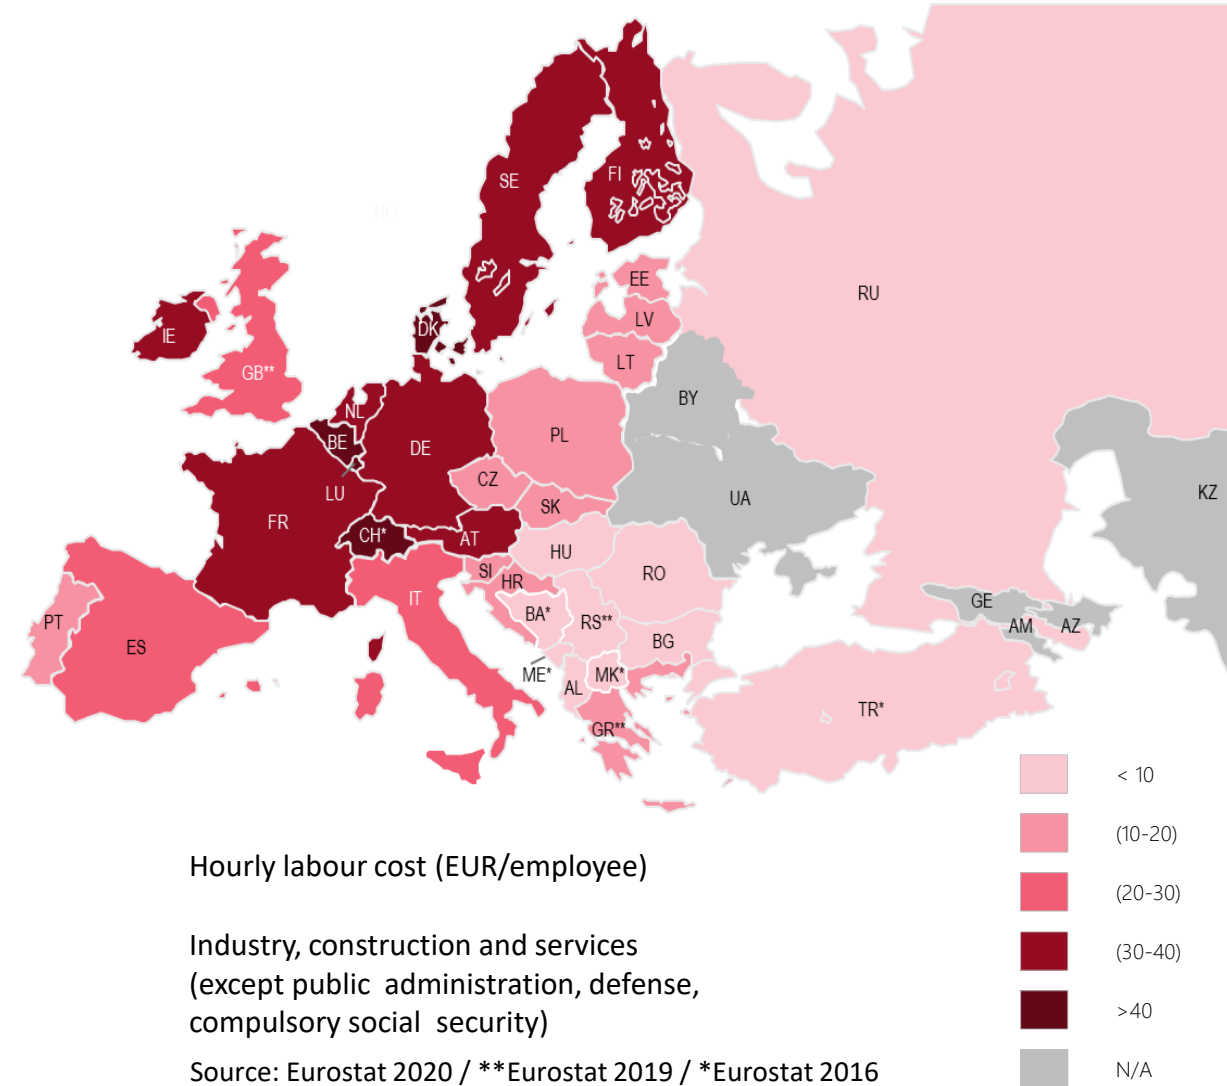 SE
FI
NO
EE
RU
LV
IE
DK
LT
GB**
BY
NL
BE
DE
PL
CZ
LU
UA
KZ
SK
FR
CH*
AT
HU
SI
RO
HR
IT
GE
BA*
PT
RS**
AM
AZ
ES
BG
ME*
MK*
AL
TR*
GR**
< 10
(10-20)
(20-30)
(30-40)
>40
N/A
Hourly labour cost (EUR/employee)
Industry, construction and services
(except public administration, defense,
compulsory social security)
Source: Eurostat 2020 / **Eurostat 2019 / *Eurostat 2016